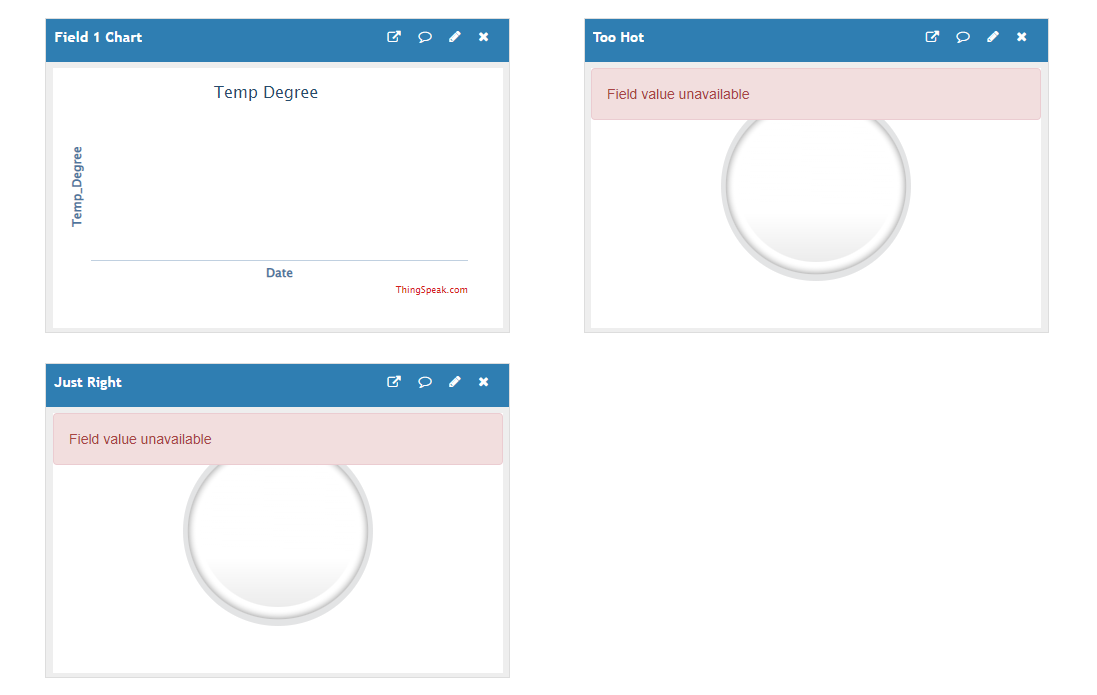 Field 1 Chart
Temp Degree
Temp_Degree
Date
ThingSpeak.com
Too Hot
Field value unavailable
Just Right
Field value unavailable